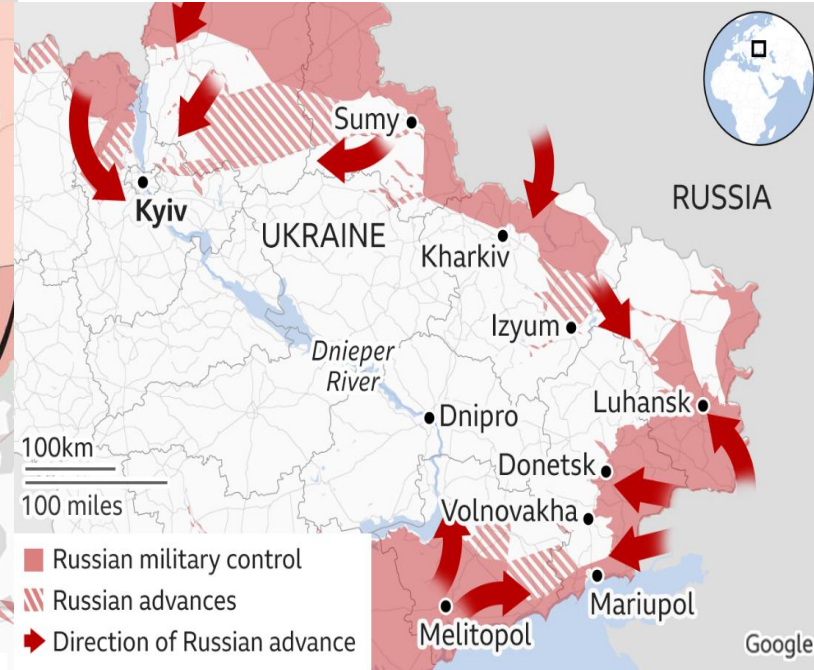 Sumy
RUSSIA
Kyiv
UKRAINE
Kharkiv
Izyum
Dnieper
River
Luhansk
Dnipro
100km
100 miles
Donetsk
Volnovakha
Russian military control
Russian advances
Direction of Russian advance
Mariupol
Melitopol
Google